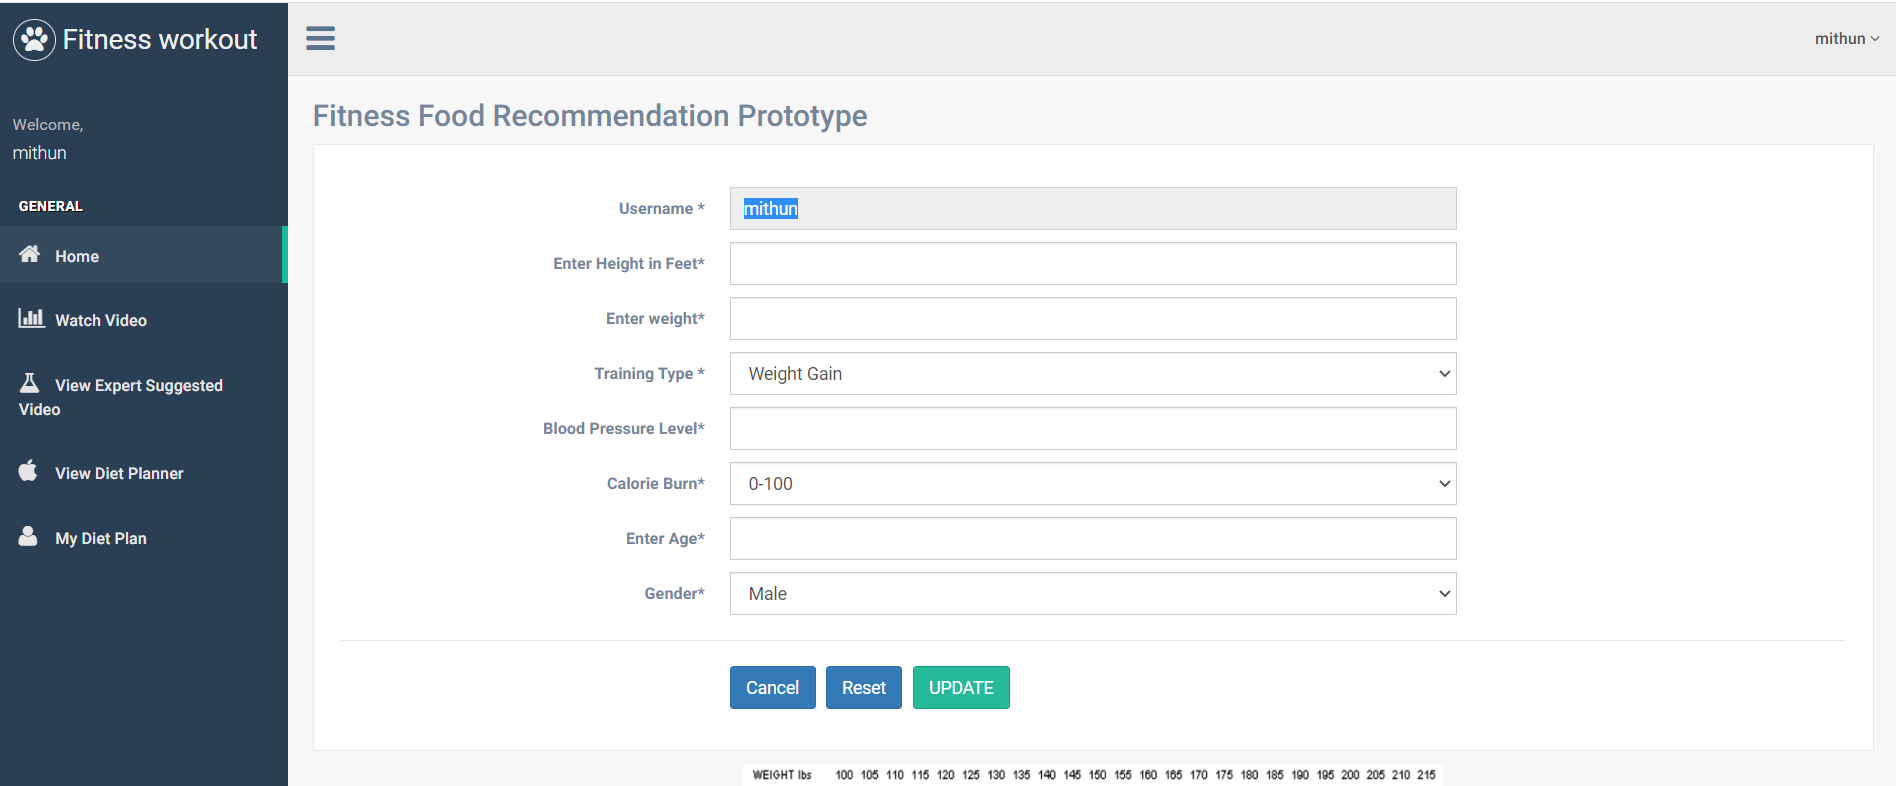 Fitness workout
mithun
Welcome,
mithun
GENERAL
Home
Watch Video
View Expert Suggested
Video
View Diet Planner
My Diet Plan
Fitness Food Recommendation Prototype
Username * mithun
Enter Height in Feet*
Enter weight*
Training Type * Weight Gain
Blood Pressure Level*
Calorie Burn* 0-100
Enter Age*
Gender* Male
Cancel Reset UPDATE
WEIGHT lbs 100 105 110 115 120 125 130 135 140 145 150 155 160 165 170 175 180 185 190 195 200 205 210 215